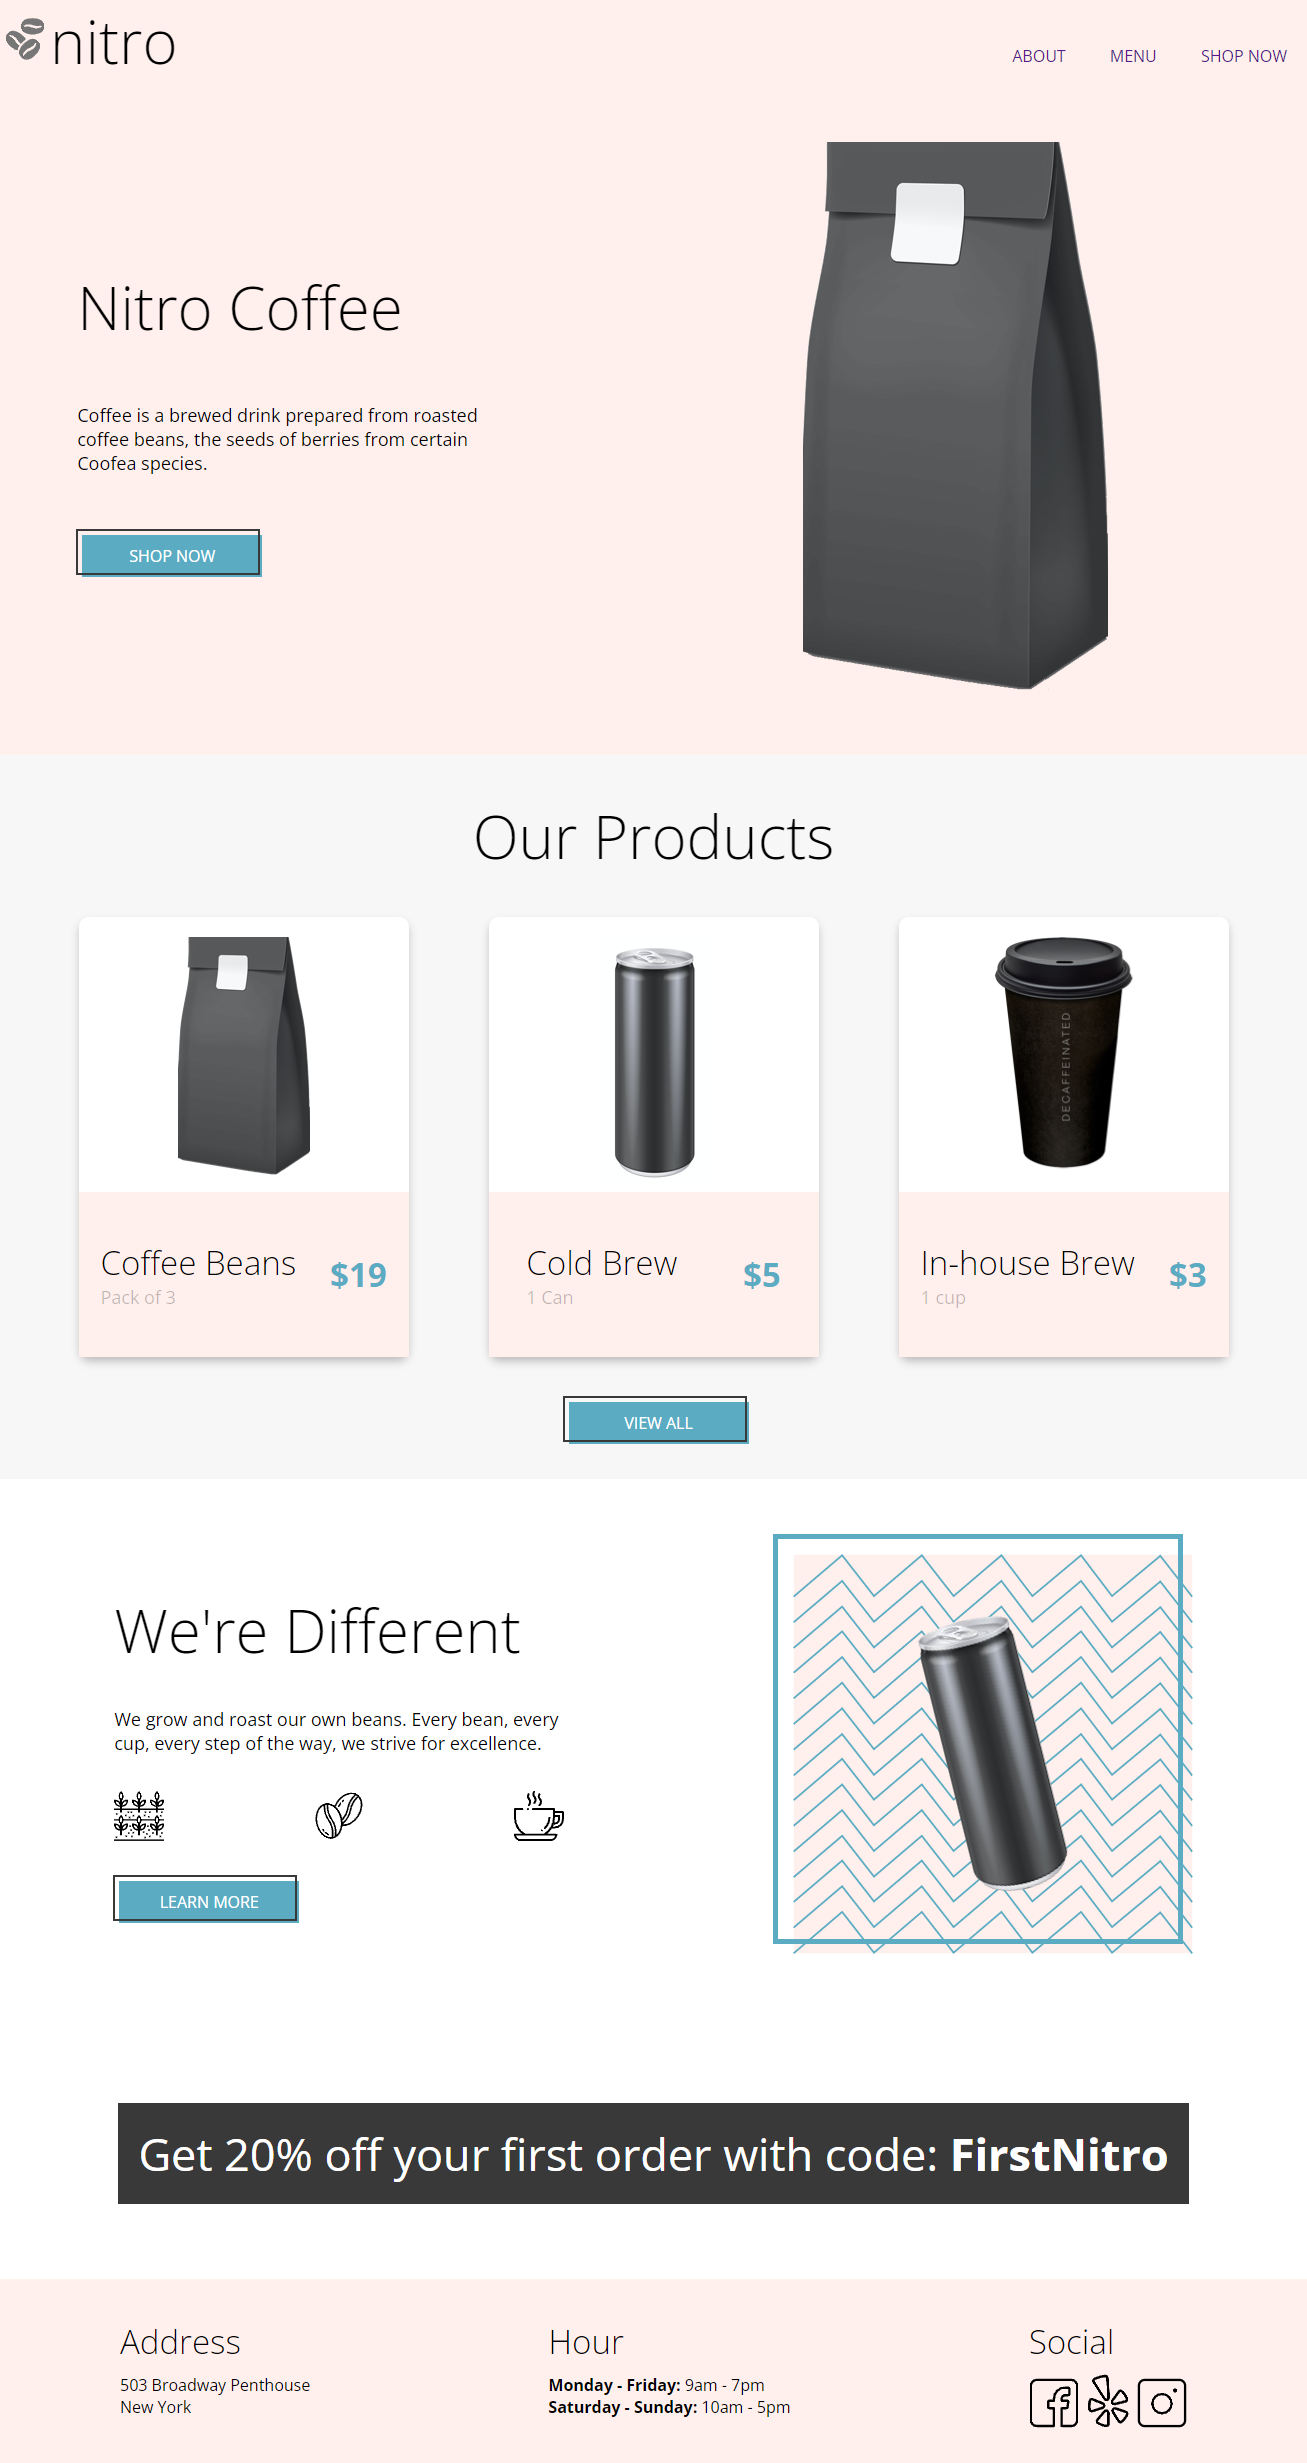 nitro
ABOUT MENU SHOP NOW
Nitro Coffee
Coffee is a brewed drink prepared from roasted
coffee beans, the seeds of berries from certain
Coofea species.
SHOP NOW
Our Products
DECAFFEINATED
Coffee Beans
Pack of 3
$19
Cold Brew
1 Can
$5
In-house Brew
1 cup
$3
VIEW ALL
We're Different
We grow and roast our own beans. Every bean, every
cup, every step of the way, we strive for excellence.
LEARN MORE
Get 20% off your first order with code: FirstNitro
Address
503 Broadway Penthouse
New York
Hour
Monday - Friday: 9am - 7pm
Saturday - Sunday: 10am - 5pm
Social